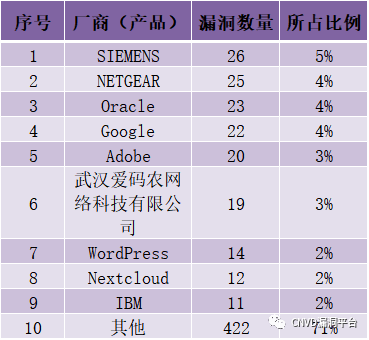 序号 厂商（产品） 漏洞数量 所占比例
1 SIEMENS 26 5%
2 NETGEAR 25 4%
3 Oracle 23 4%
4 Google 22 4%
5 Adobe 20 3%
6 武汉爱码农网 19 3%
络科技有限公
司
7 WordPress 14 2%
8 Nextcloud 12 2%
9 IBM 11 2%
10 其他 422 71%
CNVD漏洞平台